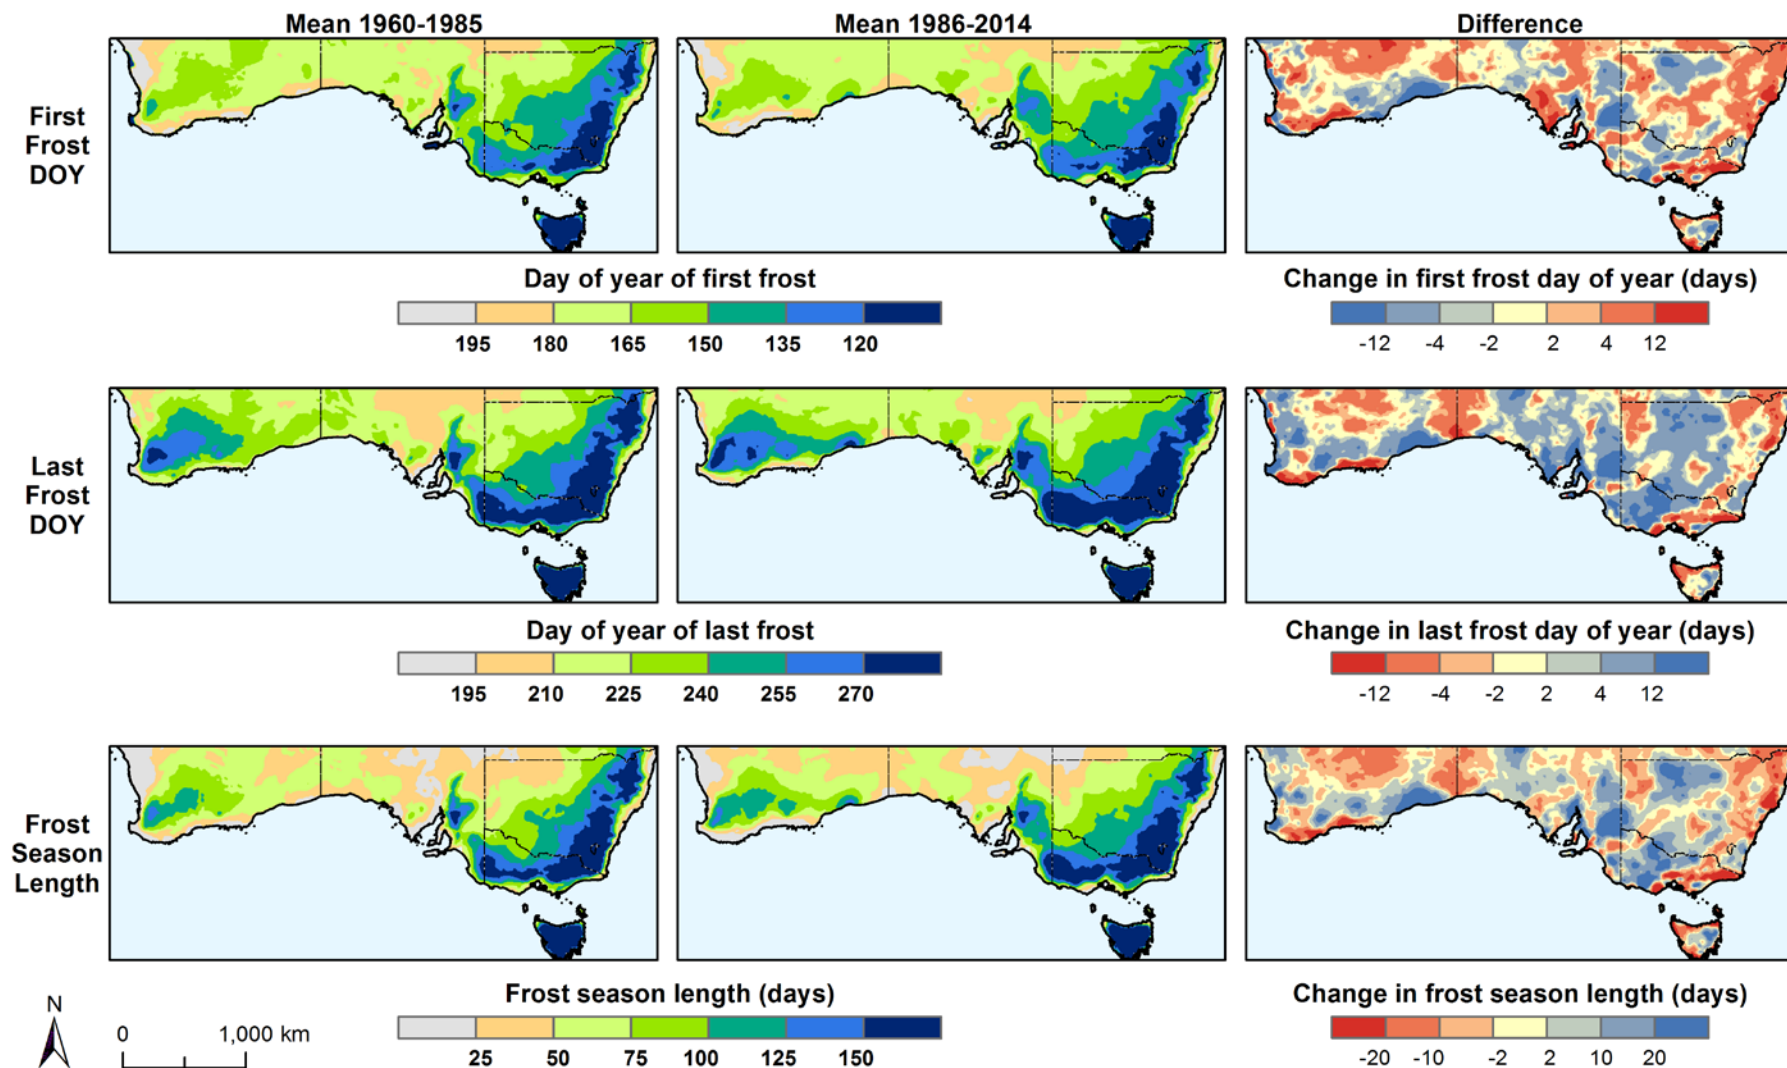 Mean 1960-1985
Mean 1986-2014
Difference
First
Frost
DOY
Day of year of first frost
195 180 165 150 135 120
Change in first frost day of year (days)
-12 -4 -2 2 4 12
Last
Frost
DOY
Day of year of last frost
195 210 225 240 255 270
Change in last frost day of year (days)
-12 -4 -2 2 4 12
Frost
Season
Length
Frost season length (days)
25 50 75 100 125 150
Change in frost season length (days)
-20 -10 -2 2 10 20
N
0 1,000 km